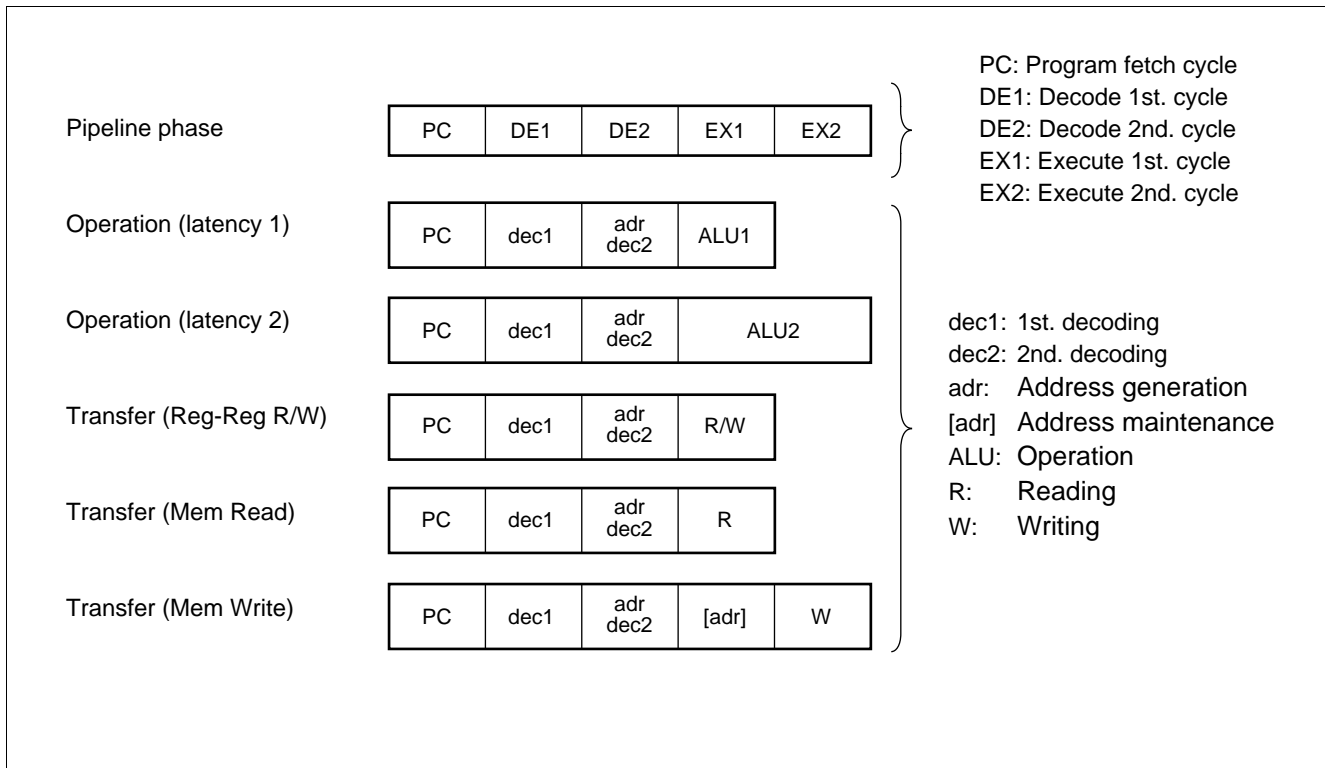 PC: Program fetch cycle
DE1: Decode 1st. cycle
DE2: Decode 2nd. cycle
EX1: Execute 1st. cycle
EX2: Execute 2nd. cycle
Pipeline phase
PC DE1 DE2 EX1 EX2
Operation (latency 1)
PC dec1 adr dec2 ALU1
Operation (latency 2)
PC dec1 adr dec2 ALU2
Transfer (Reg-Reg R/W)
PC dec1 adr dec2 R/W
Transfer (Mem Read)
PC dec1 adr dec2 R
Transfer (Mem Write)
PC dec1 adr dec2 [adr] W
dec1: 1st. decoding
dec2: 2nd. decoding
adr: Address generation
[adr] Address maintenance
ALU: Operation
R: Reading
W: Writing